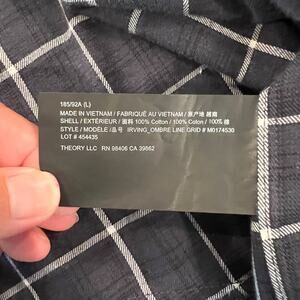 185/92A (L)
MADE IN VIETNAM / FABRIQUÉ AU VIETNAM / 原产地 越南
SHELL / EXTÉRIEUR / 面料 100% Cotton / 100% Coton / 100% 棉
STYLE / MODÈLE / 品号 IRVING_OMBRE LINE GRID # M0174530
LOT # 454435
THEORY LLC RN 98406 CA 39862